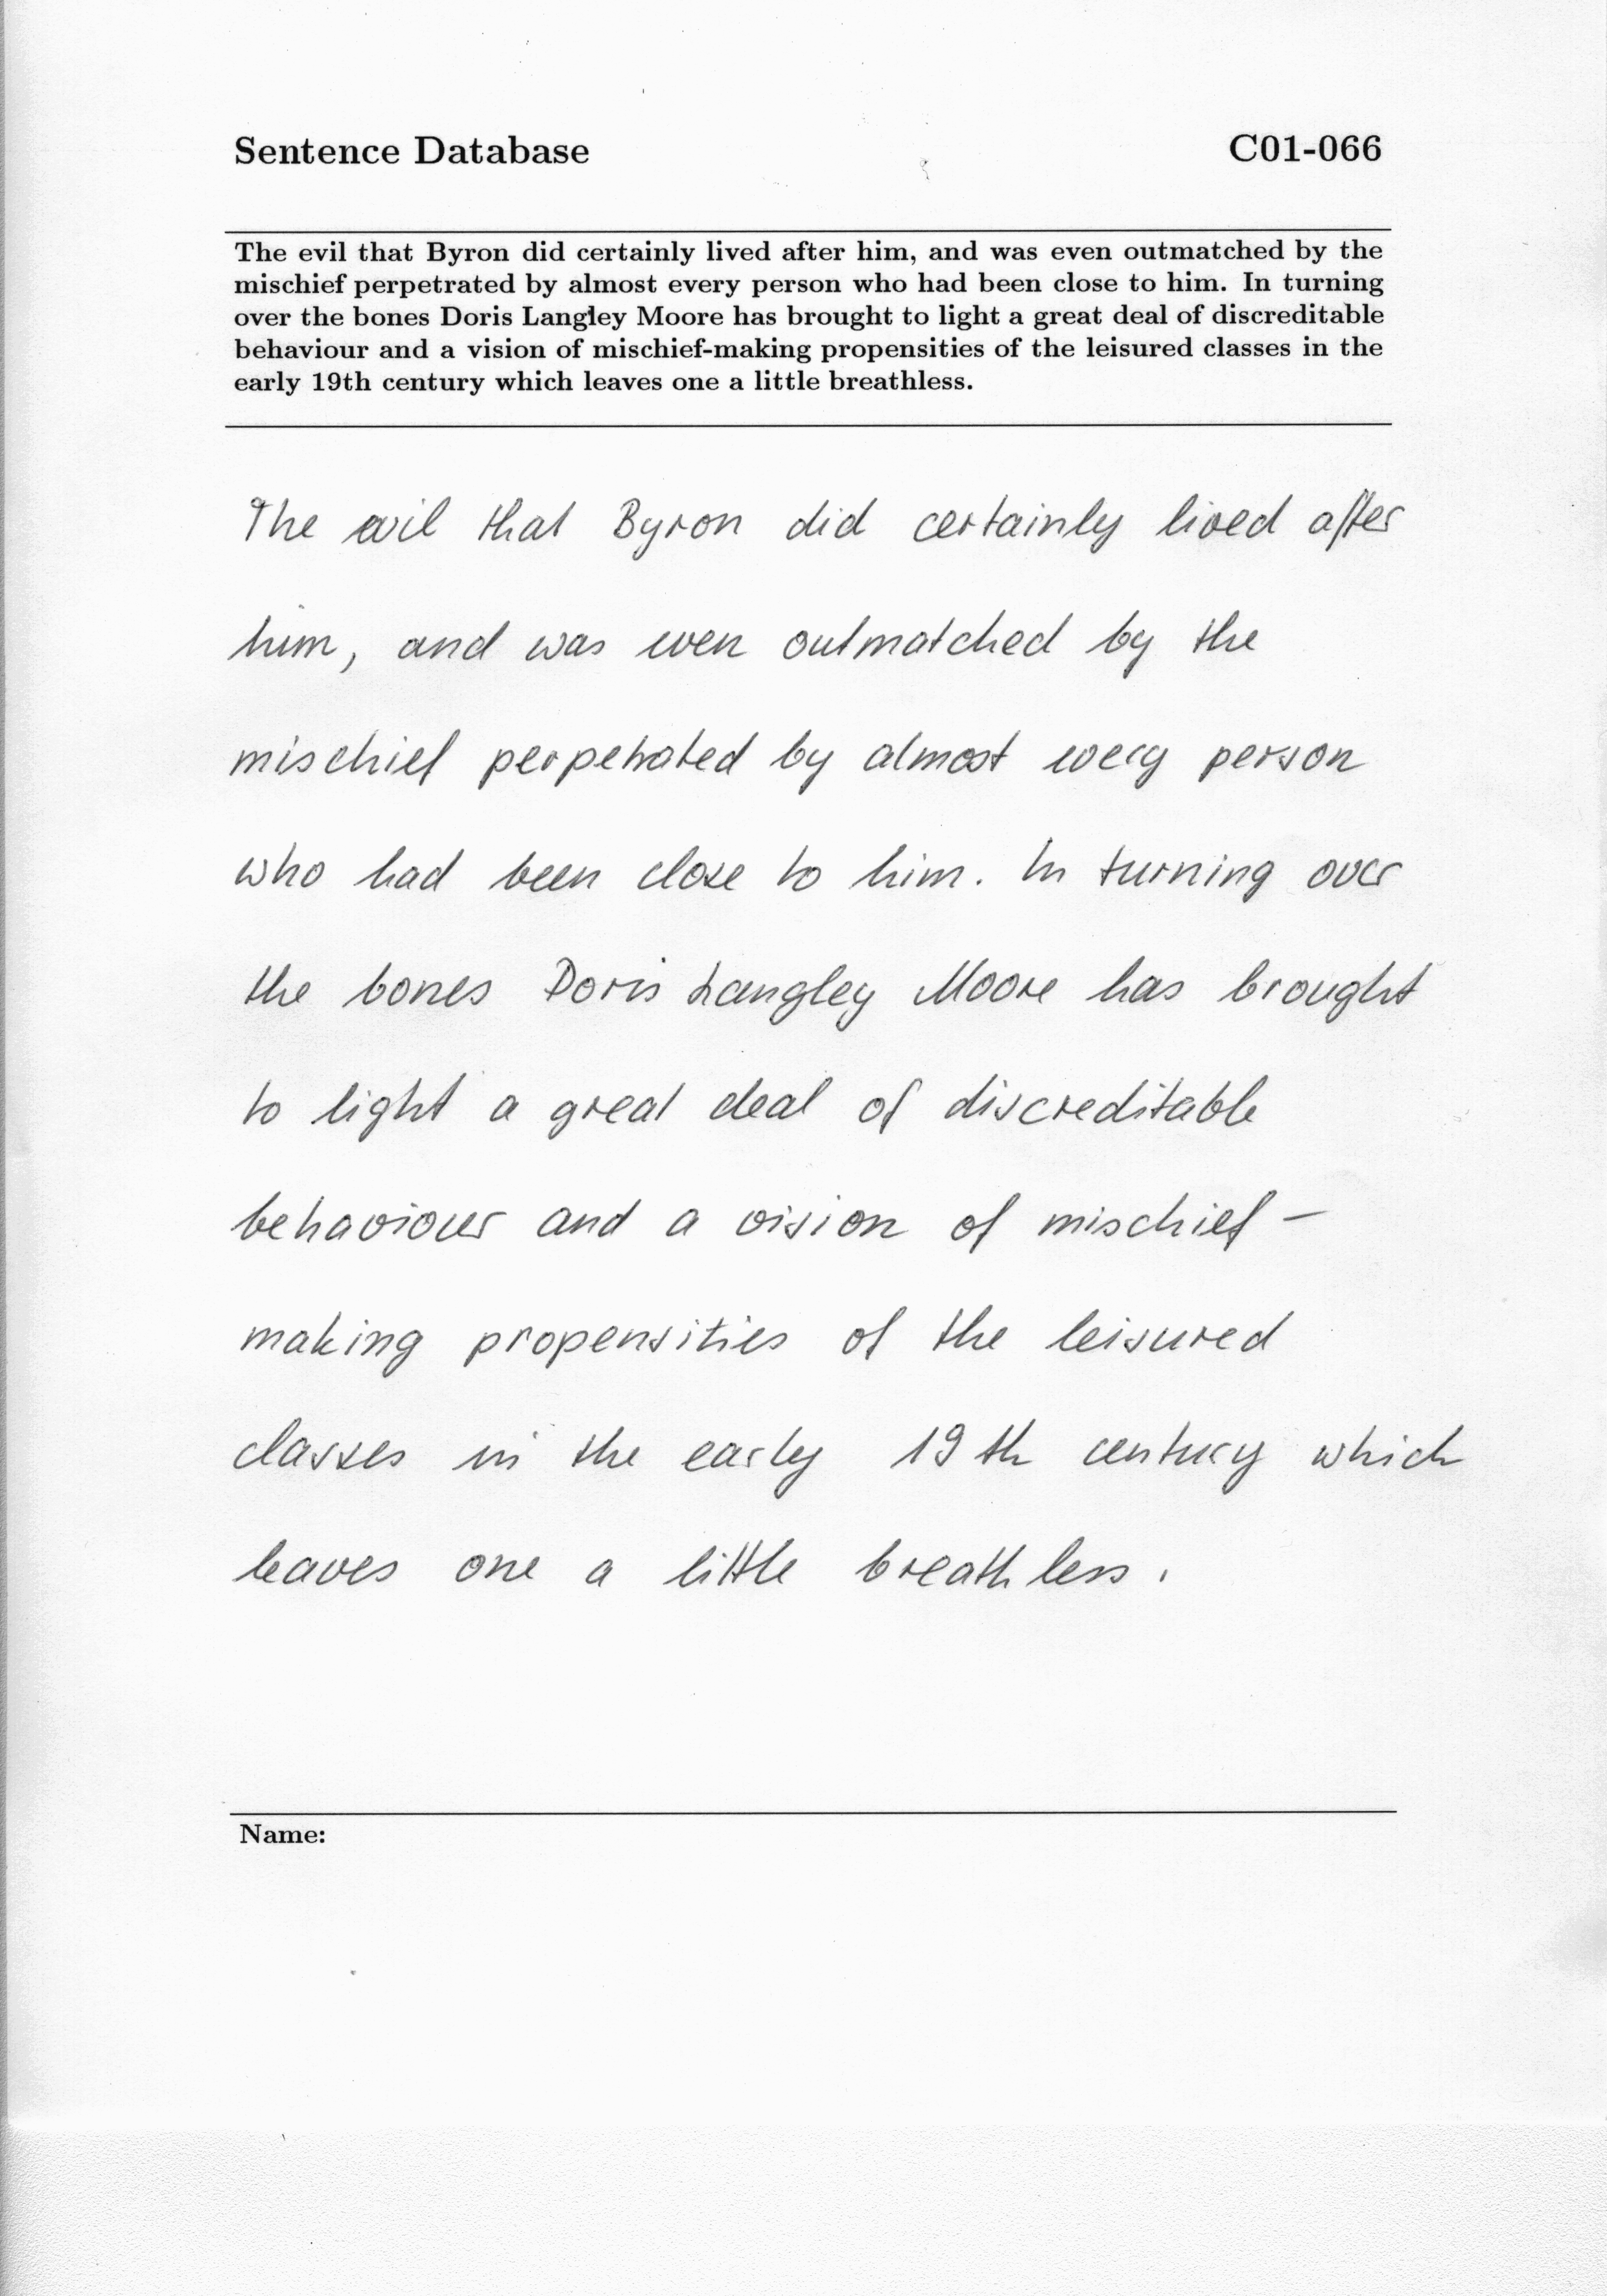 Sentence Database C01-066
The evil that Byron did certainly lived after him, and was even outmatched by the
mischief perpetrated by almost every person who had been close to him. In turning
over the bones Doris Langley Moore has brought to light a great deal of discreditable
behaviour and a vision of mischief-making propensities of the leisured classes in the
early 19th century which leaves one a little breathless.
The evil that Byron did certainly lived after
him, and was even outmatched by the
mischief perpetrated by almost every person
who had been close to him. In turning over
the bones Doris Langley Moore has brought
to light a great deal of discreditable
behaviour and a vision of mischief -
making propensities of the leisured
classes in the early 19th century which
leaves one a little breathless.
Name: